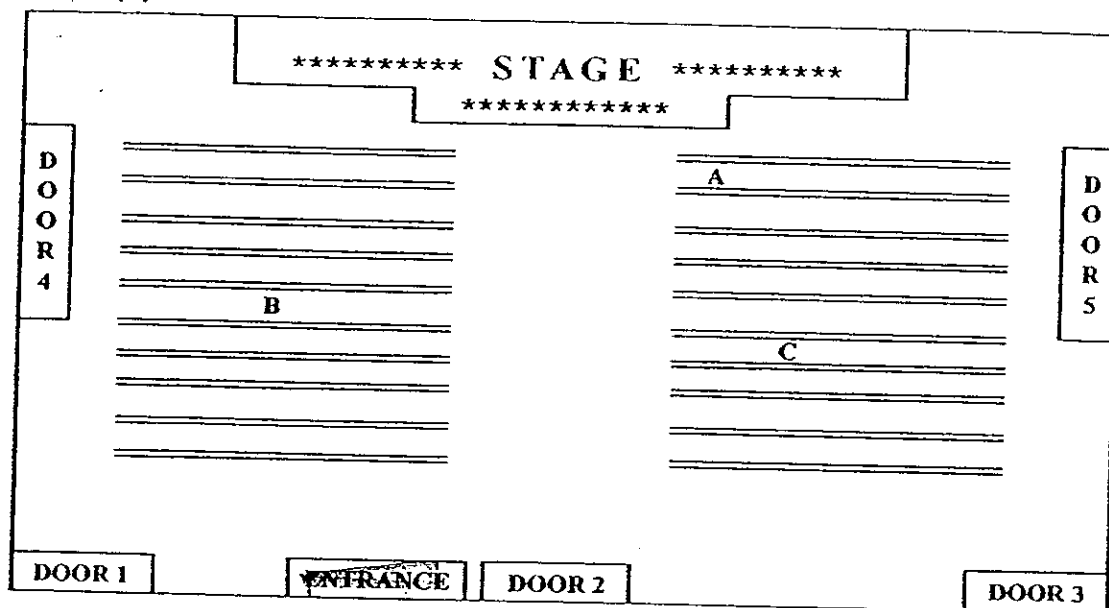 ********** STAGE **********
************
DOOR 4
A
DOOR 5
B
C
DOOR 1
ENTRANCE
DOOR 2
DOOR 3